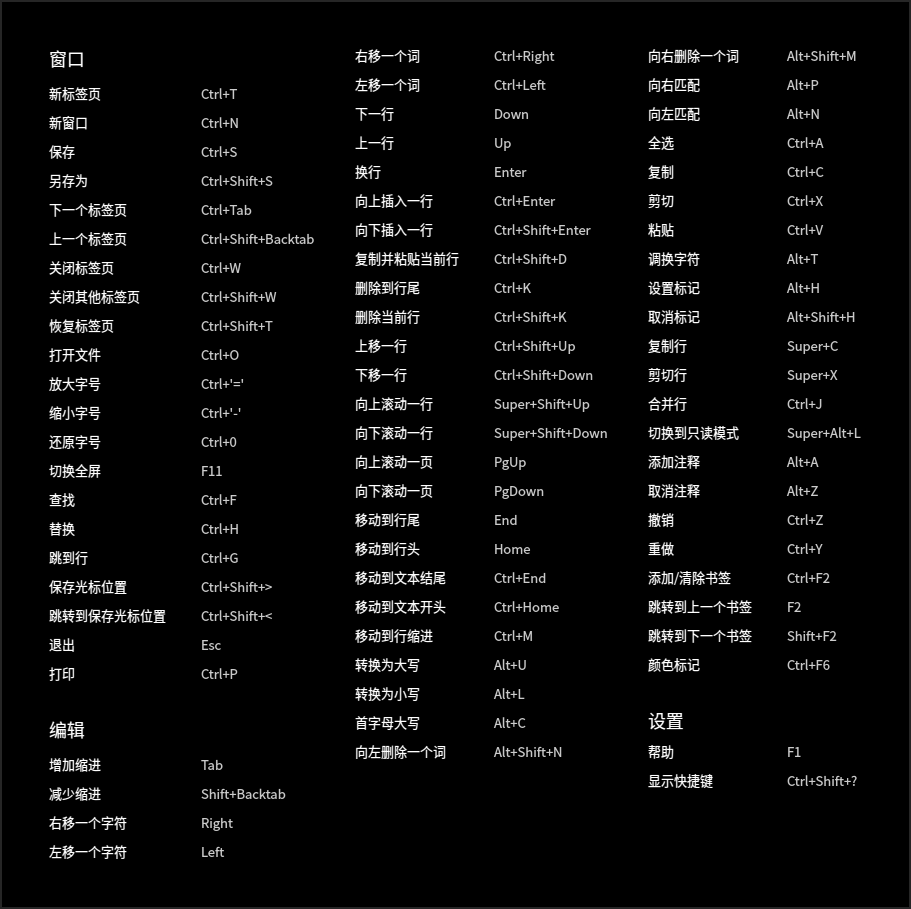 窗口
新标签页 Ctrl+T
新窗口 Ctrl+N
保存 Ctrl+S
另存为 Ctrl+Shift+S
下一个标签页 Ctrl+Tab
上一个标签页 Ctrl+Shift+Backtab
关闭标签页 Ctrl+W
关闭其他标签页 Ctrl+Shift+W
恢复标签页 Ctrl+Shift+T
打开文件 Ctrl+O
放大字号 Ctrl+'='
缩小字号 Ctrl+'-'
还原字号 Ctrl+0
切换全屏 F11
查找 Ctrl+F
替换 Ctrl+H
跳到行 Ctrl+G
保存光标位置 Ctrl+Shift+>
跳转到保存光标位置 Ctrl+Shift+<
退出 Esc
打印 Ctrl+P
编辑
增加缩进 Tab
减少缩进 Shift+Backtab
右移一个字符 Right
左移一个字符 Left
右移一个词 Ctrl+Right
左移一个词 Ctrl+Left
下一行 Down
上一行 Up
换行 Enter
向上插入一行 Ctrl+Enter
向下插入一行 Ctrl+Shift+Enter
复制并粘贴当前行 Ctrl+Shift+D
删除到行尾 Ctrl+K
删除当前行 Ctrl+Shift+K
上移一行 Ctrl+Shift+Up
下移一行 Ctrl+Shift+Down
向上滚动一行 Super+Shift+Up
向下滚动一行 Super+Shift+Down
向上滚动一页 PgUp
向下滚动一页 PgDown
移动到行尾 End
移动到行头 Home
移动到文本结尾 Ctrl+End
移动到文本开头 Ctrl+Home
移动到行缩进 Ctrl+M
转换为大写 Alt+U
转换为小写 Alt+L
首字母大写 Alt+C
向左删除一个词 Alt+Shift+N
向右删除一个词 Alt+Shift+M
向右匹配 Alt+P
向左匹配 Alt+N
全选 Ctrl+A
复制 Ctrl+C
剪切 Ctrl+X
粘贴 Ctrl+V
调换字符 Alt+T
设置标记 Alt+H
取消标记 Alt+Shift+H
复制行 Super+C
剪切行 Super+X
合并行 Ctrl+J
切换到只读模式 Super+Alt+L
添加注释 Alt+A
取消注释 Alt+Z
撤销 Ctrl+Z
重做 Ctrl+Y
添加/清除书签 Ctrl+F2
跳转到上一个书签 F2
跳转到下一个书签 Shift+F2
颜色标记 Ctrl+F6
设置
帮助 F1
显示快捷键 Ctrl+Shift+?